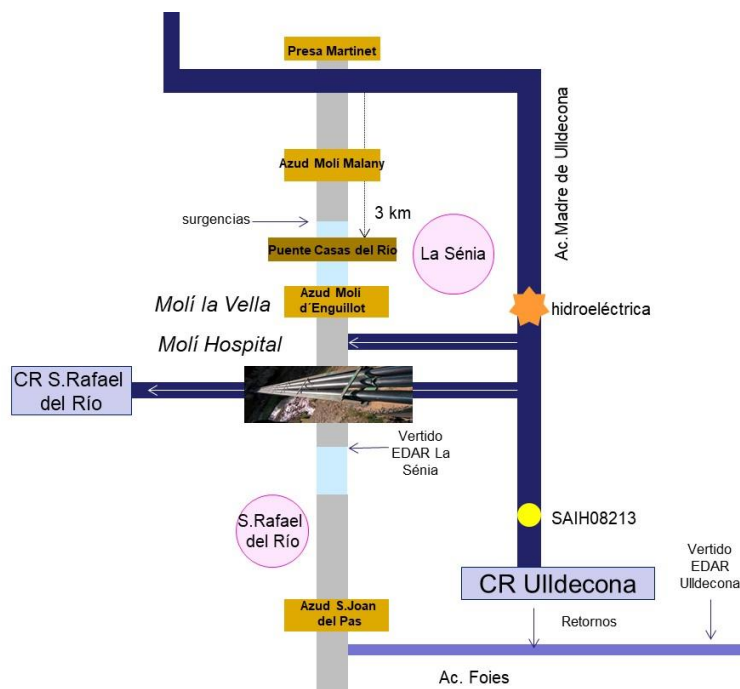 Presa Martinet
Azud Moli Malany
surgencias
3 km
Puente Casas del Río
La Sénia
Ac.Madre de Ulldecona
Azud Moli
d´Enguillot
Molí la Vella
hidroeléctrica
Molí Hospital
CR S.Rafael
del Río
Vertido
EDAR La
Sénia
S.Rafael
del Río
SAIH08213
Vertido
EDAR
Ulldecona
CR Ulldecona
Azud S.Joan
del Pas
Retornos
Ac. Foies